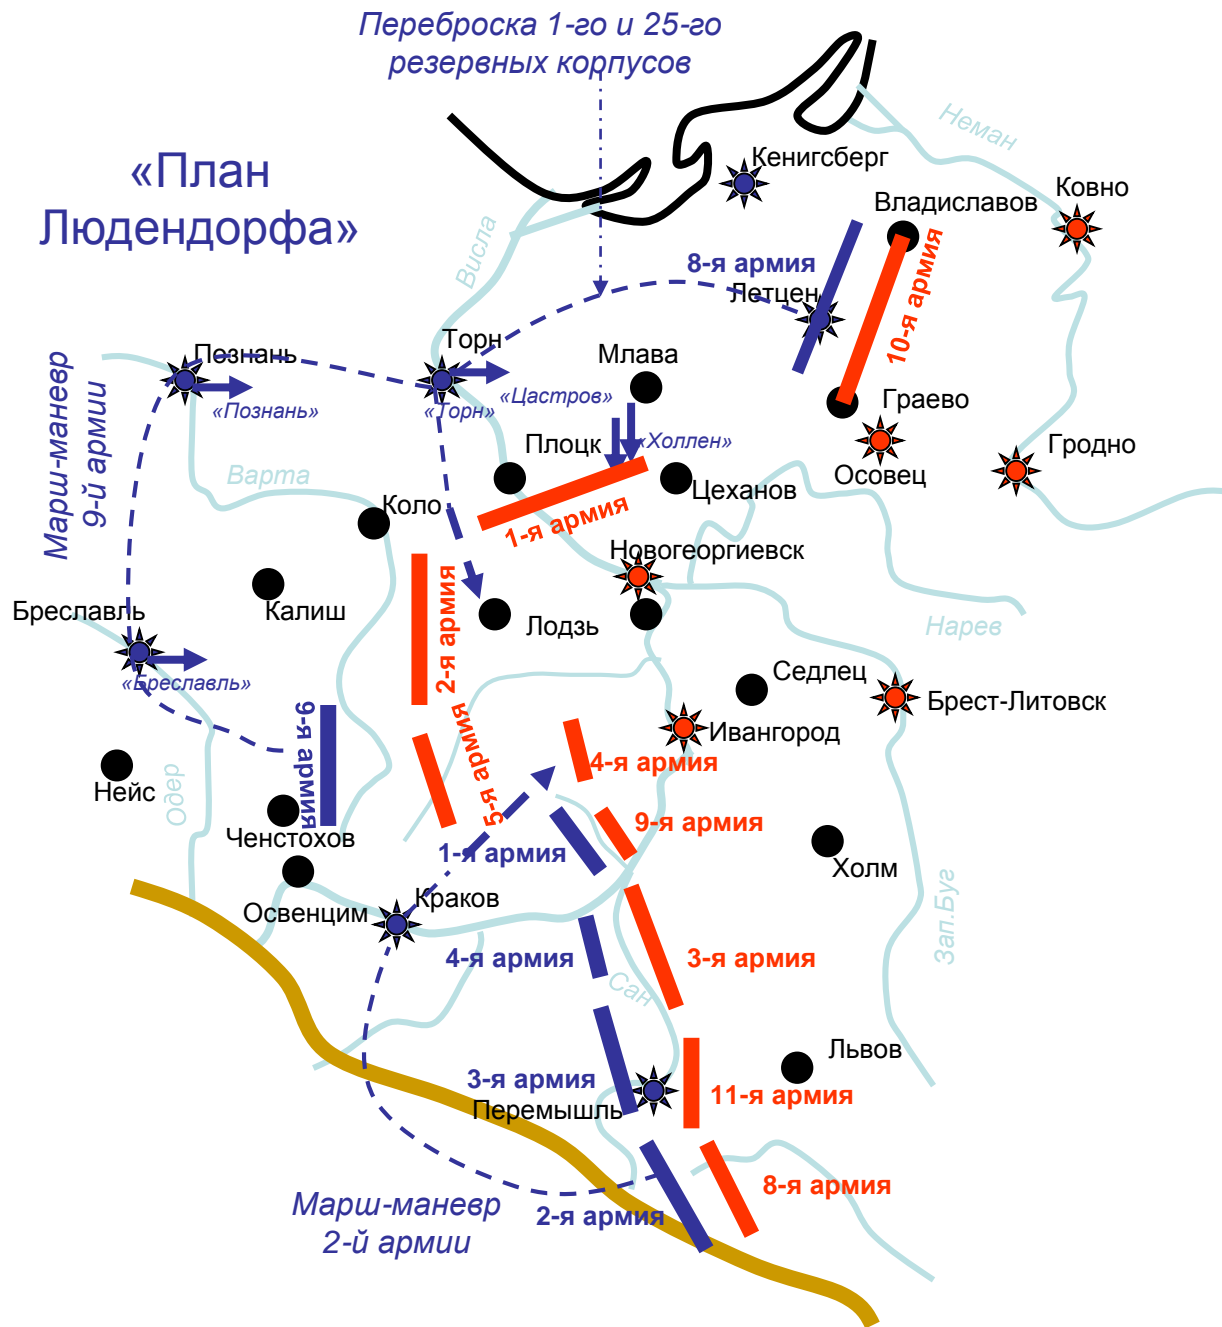 Переброска 1-го и 25-го
резервных корпусов
«План
Людендорфа»
Неман
Кенигсберг
Ковно
Владиславов
Висла
8-я армия
Летцен
10-я армия
Познань
Торн
Млава
«Познань»
«Торн»
«Цастров»
«Холлен»
Граево
Осовец
Гродно
Марш-маневр
9-й армии
Варта
Плоцк
Цеханов
Коло
1-я армия
Новогеоргиевск
Бреславль
Калиш
2-я армия
Лодзь
Нарев
«Бреславль»
Седлец
Брест-Литовск
9-я армия
Ивангород
Нейс
Одер
5-я армия
4-я армия
Ченстохов
1-я армия
9-я армия
Холм
Освенцим
Краков
Зап.Буг
4-я армия
Сан
3-я армия
Львов
3-я армия
Перемышль
11-я армия
Марш-маневр
2-й армии
2-я армия
8-я армия